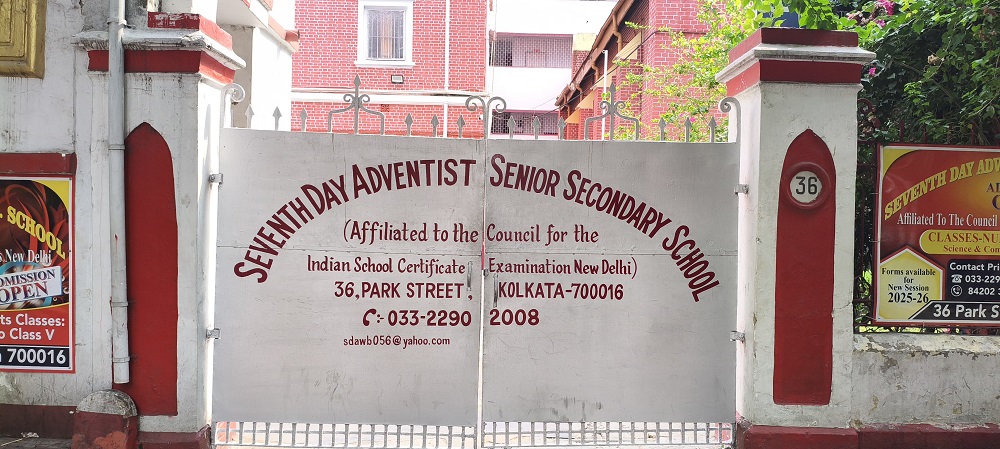 SEVENTH DAY ADVENTIST SENIOR SECONDARY SCHOOL
(Affiliated to the Council for the
Indian School Certificate Examination New Delhi)
36, PARK STREET, KOLKATA-700016
✆:- 033-2290 2008
sdawb056@yahoo.com
36
SCHOOL
New Delhi
ADMISSION
OPEN
Classes:
Class V
700016
SEVENTH DAY
Affiliated To The Council
CLASSES-NU
Science & Com
Forms available
for
New Session
2025-26
Contact Pri
033-229
84202 3
36 Park S